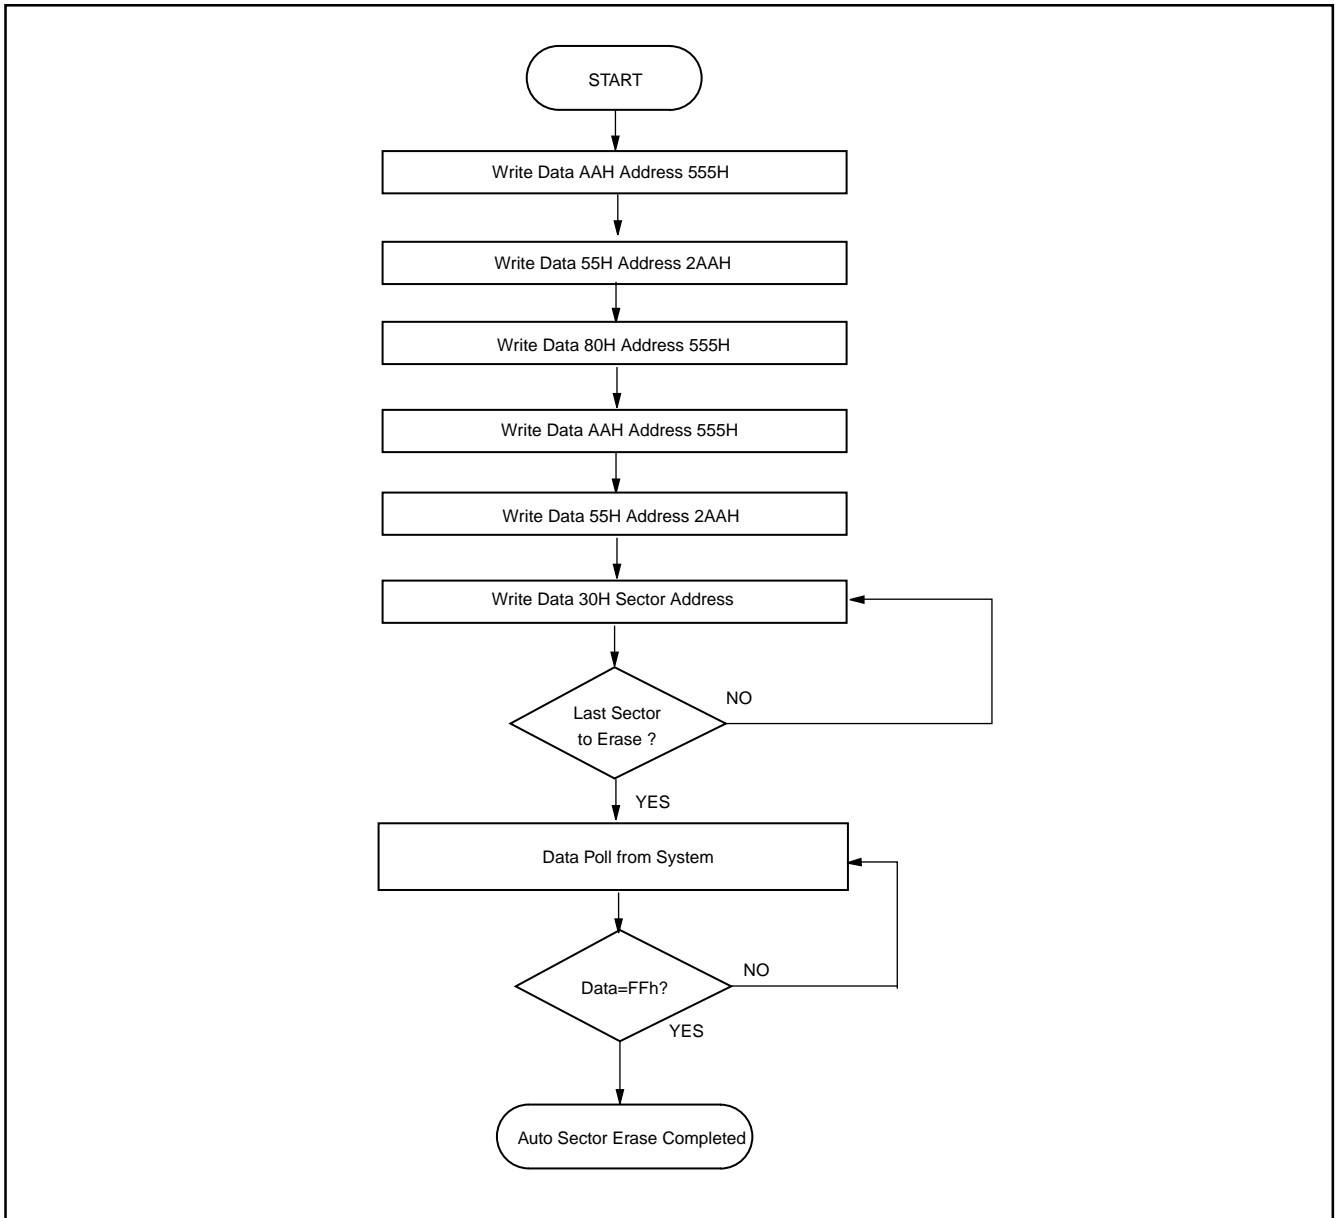 START
Write Data AAH Address 555H
Write Data 55H Address 2AAH
Write Data 80H Address 555H
Write Data AAH Address 555H
Write Data 55H Address 2AAH
Write Data 30H Sector Address
NO
Last Sector
to Erase ?
YES
Data Poll from System
NO
Data=FFh?
YES
Auto Sector Erase Completed